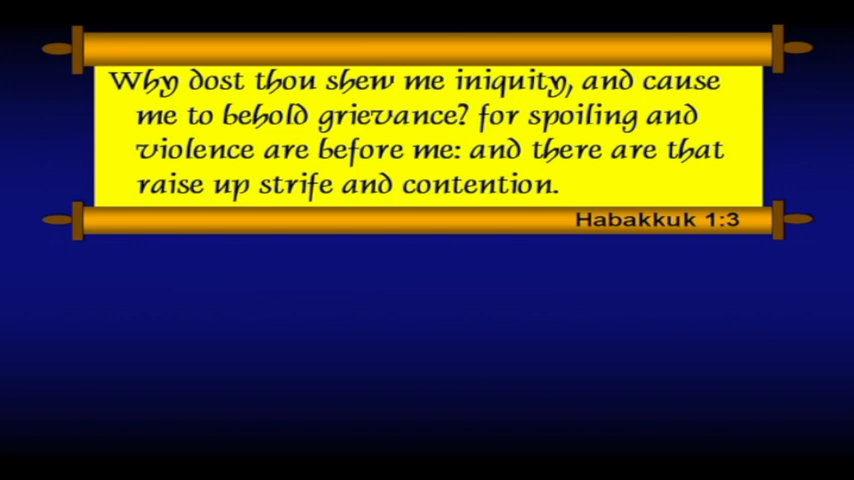 Why dost thou shew me iniquity, and cause
me to behold grievance? for spoiling and
violence are before me: and there are that
raise up strife and contention.
Habakkuk 1:3